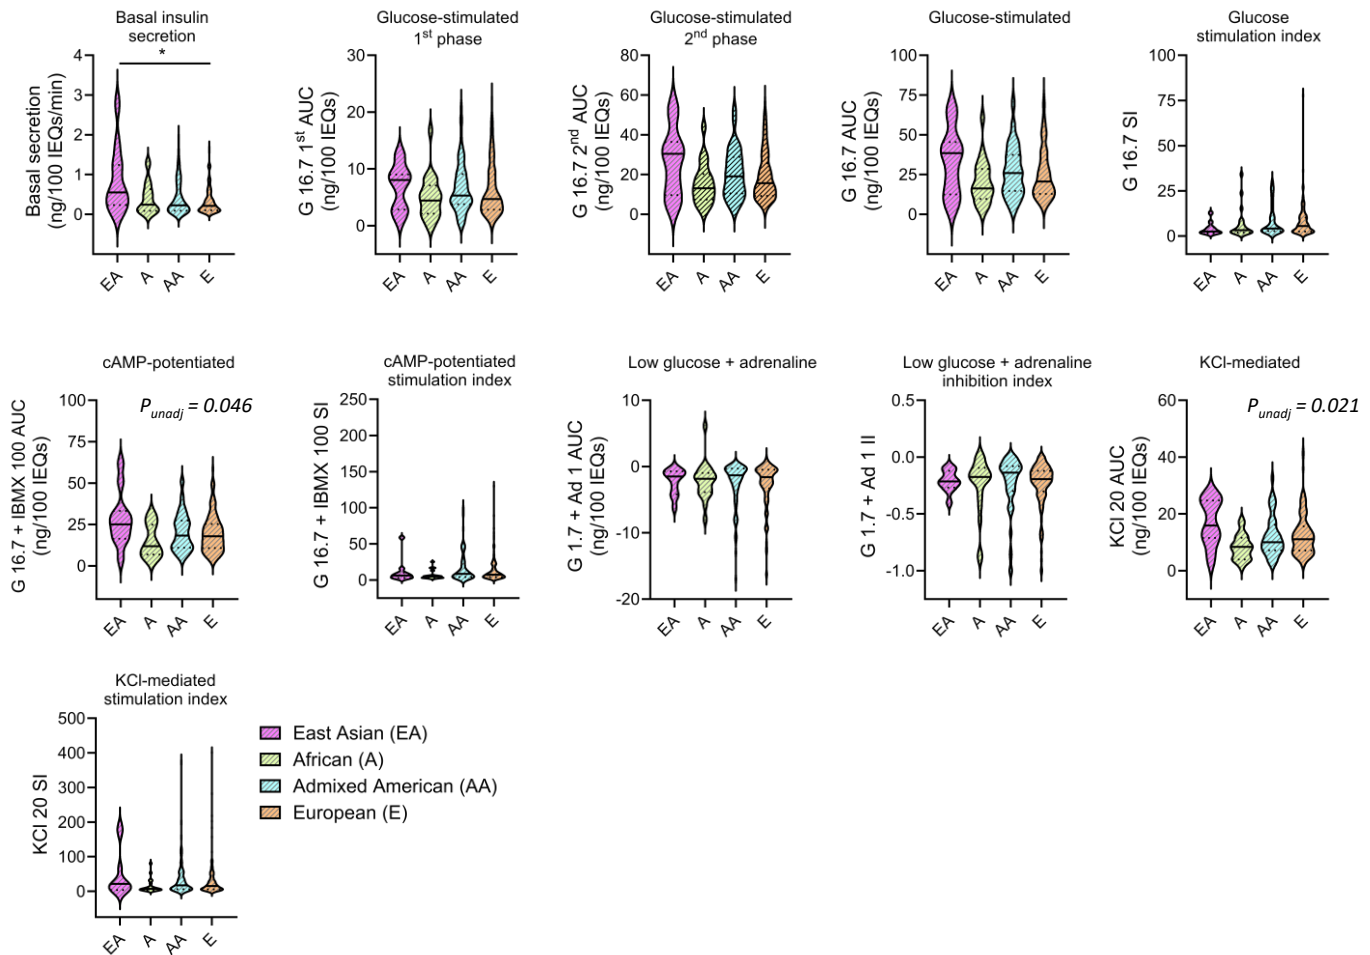 Basal insulin
secretion
*
Basal secretion
(ng/100 IEQs/min)
4
3
2
1
0
EA
A
AA
E
Glucose-stimulated
1st phase
G 16.7 1st AUC
(ng/100 IEQs)
30
20
10
0
EA
A
AA
E
Glucose-stimulated
2nd phase
G 16.7 2nd AUC
(ng/100 IEQs)
80
60
40
20
0
EA
A
AA
E
Glucose-stimulated
G 16.7 AUC
(ng/100 IEQs)
100
75
50
25
0
EA
A
AA
E
Glucose
stimulation index
G 16.7 SI
100
75
50
25
0
EA
A
AA
E
cAMP-potentiated
Punadj = 0.046
G 16.7 + IBMX 100 AUC
(ng/100 IEQs)
100
75
50
25
0
EA
A
AA
E
cAMP-potentiated
stimulation index
G 16.7 + IBMX 100 SI
250
200
150
100
50
0
EA
A
AA
E
Low glucose + adrenaline
G 1.7 + Ad 1 AUC
(ng/100 IEQs)
10
0
-10
-20
EA
A
AA
E
Low glucose + adrenaline
inhibition index
G 1.7 + Ad 1 II
0.5
0.0
-0.5
-1.0
EA
A
AA
E
KCl-mediated
Punadj = 0.021
KCl 20 AUC
(ng/100 IEQs)
60
40
20
0
EA
A
AA
E
KCl-mediated
stimulation index
KCl 20 SI
500
400
300
200
100
0
EA
A
AA
E
East Asian (EA)
African (A)
Admixed American (AA)
European (E)